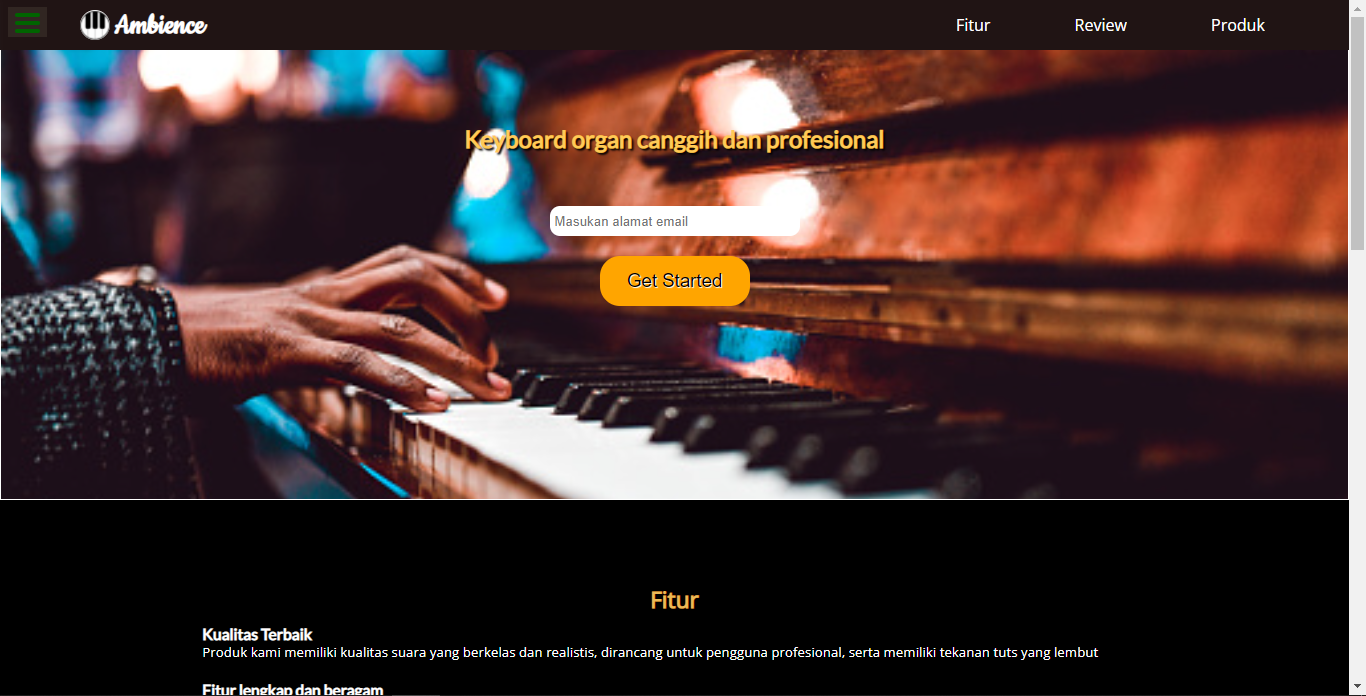 Ambience
Fitur
Review
Produk
Keyboard organ canggih dan profesional
Masukan alamat email
Get Started
Fitur
Kualitas Terbaik
Produk kami memiliki kualitas suara yang berkelas dan realistis, dirancang untuk pengguna profesional, serta memiliki tekanan tuts yang lembut
Fitur lengkap dan beragam